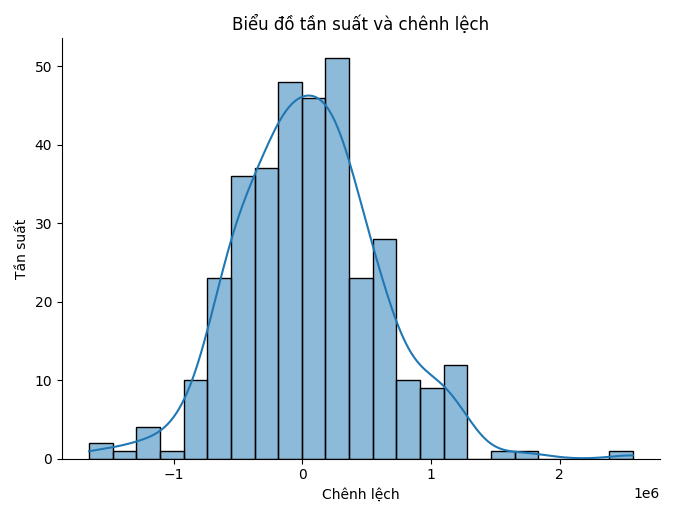 Biểu đồ tần suất và chênh lệch
50
40
30
20
10
0
Tần suất
−1
0
1
2
1e6
Chênh lệch